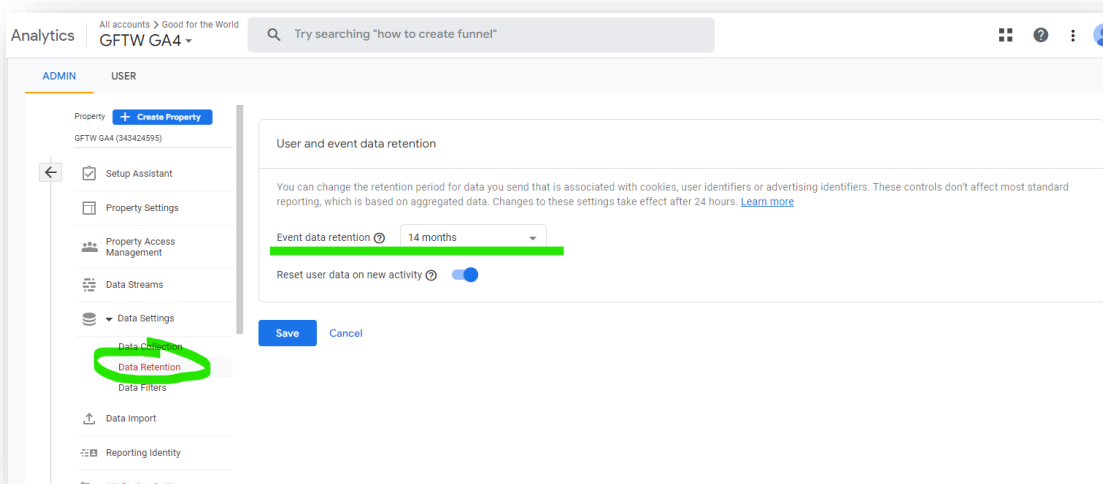 Analytics
All accounts > Good for the World
GFTW GA4
Try searching "how to create funnel"
ADMIN
USER
Property
Create Property
GFTW GA4 (343424595)
Setup Assistant
Property Settings
Property Access
Management
Data Streams
Data Settings
Data Collection
Data Retention
Data Filters
Data Import
Reporting Identity
User and event data retention
You can change the retention period for data you send that is associated with cookies, user identifiers or advertising identifiers. These controls don't affect most standard
reporting, which is based on aggregated data. Changes to these settings take effect after 24 hours. Learn more
Event data retention 14 months
Reset user data on new activity
Save Cancel